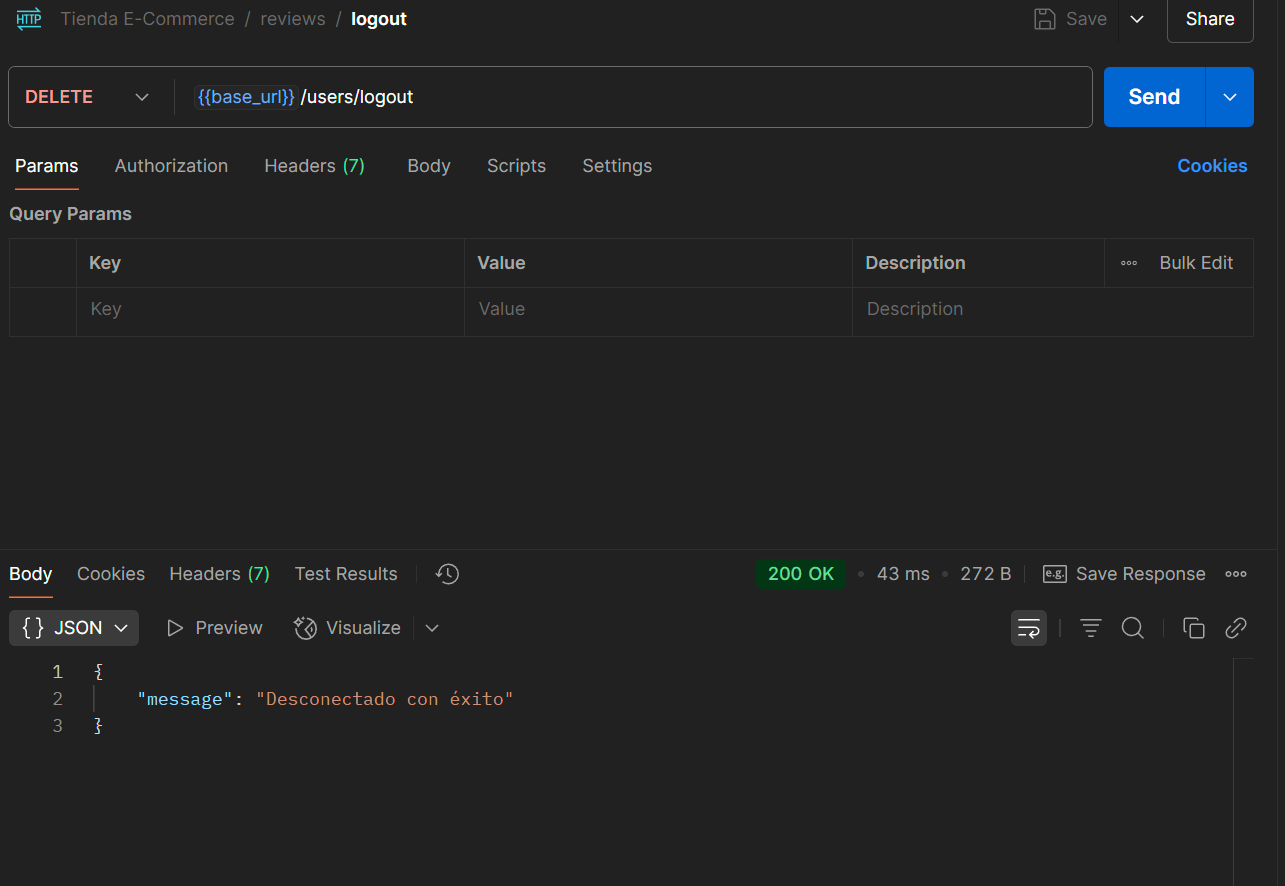 HTTP Tienda E-Commerce / reviews / logout Save Share
DELETE {{base_url}} /users/logout Send
Params Authorization Headers (7) Body Scripts Settings Cookies
Query Params
Key Value Description Bulk Edit
Key Value Description
Body Cookies Headers (7) Test Results 200 OK • 43 ms • 272 B e.g. Save Response
{} JSON Preview Visualize
1 {
2 "message": "Desconectado con éxito"
3 }